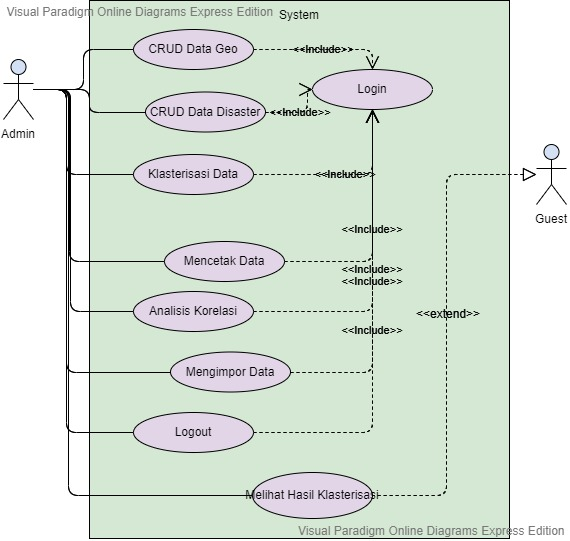 Visual Paradigm Online Diagrams Express Edition
System
CRUD Data Geo
<<Include>>
Login
Admin
CRUD Data Disaster
<<Include>>
Klasterisasi Data
<<Include>>
Guest
<<Include>>
Mencetak Data
<<Include>>
<<Include>>
Analisis Korelasi
<<extend>>
<<Include>>
Mengimpor Data
Logout
Melihat Hasil Klasterisasi
Visual Paradigm Online Diagrams Express Edition